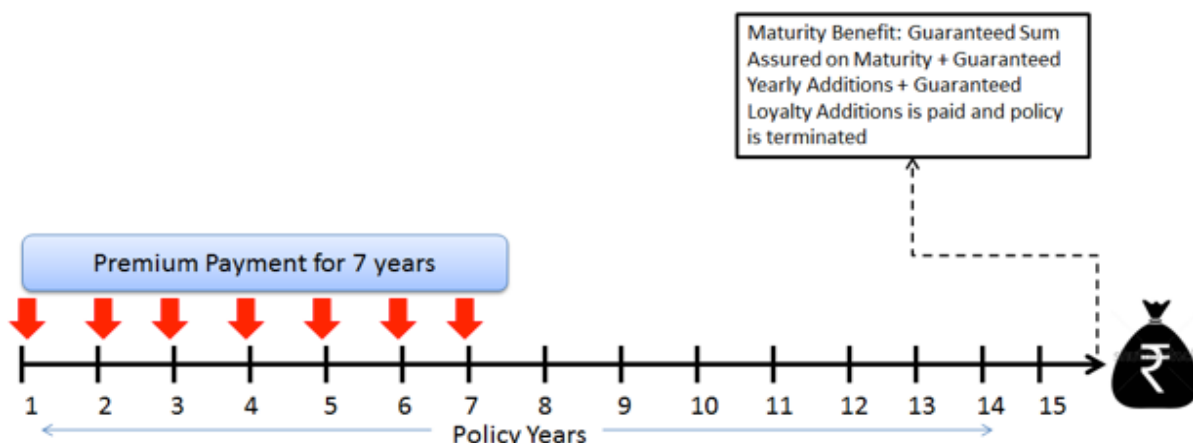 Maturity Benefit: Guaranteed Sum
Assured on Maturity + Guaranteed
Yearly Additions + Guaranteed
Loyalty Additions is paid and policy
is terminated
Premium Payment for 7 years
₹
1 2 3 4 5 6 7 8 9 10 11 12 13 14 15
Policy Years